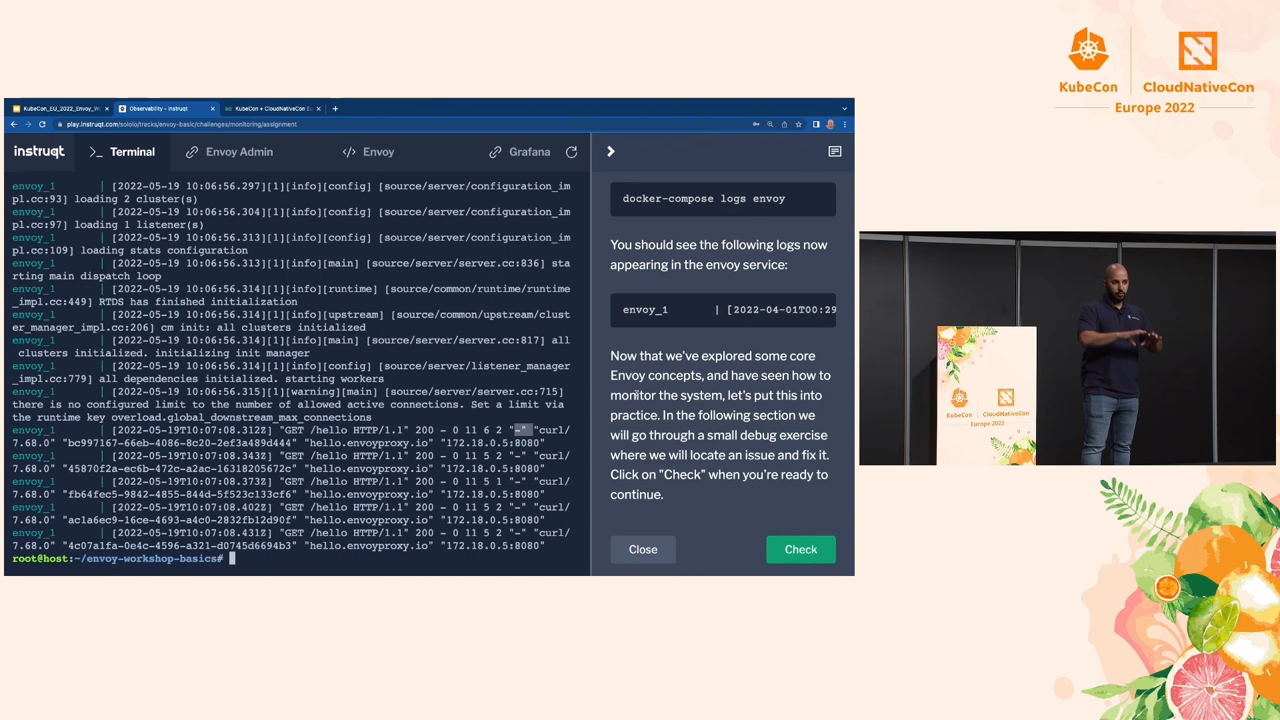 KubeCon
CloudNativeCon
Europe 2022
KubeCon_EU_2022_Envoy_W
Observability - Instruqt
KubeCon + CloudNativeCon Eu
play.instruqt.com/soloio/tracks/envoy-basic/challenges/monitoring/assignment
instruqt
>_ Terminal
Envoy Admin
</> Envoy
Grafana
envoy_1 | [2022-05-19 10:06:56.297][1][info][config] [source/server/configuration_im
pl.cc:93] loading 2 cluster(s)
envoy_1 | [2022-05-19 10:06:56.304][1][info][config] [source/server/configuration_im
pl.cc:97] loading 1 listener(s)
envoy_1 | [2022-05-19 10:06:56.313][1][info][config] [source/server/configuration_im
pl.cc:109] loading stats configuration
envoy_1 | [2022-05-19 10:06:56.313][1][info][main] [source/server/server.cc:836] sta
rting main dispatch loop
envoy_1 | [2022-05-19 10:06:56.314][1][info][runtime] [source/common/runtime/runtime
_impl.cc:449] RTDS has finished initialization
envoy_1 | [2022-05-19 10:06:56.314][1][info][upstream] [source/common/upstream/clust
er_manager_impl.cc:206] cm init: all clusters initialized
envoy_1 | [2022-05-19 10:06:56.314][1][info][main] [source/server/server.cc:817] all
clusters initialized. initializing init manager
envoy_1 | [2022-05-19 10:06:56.314][1][info][config] [source/server/listener_manager
_impl.cc:779] all dependencies initialized. starting workers
envoy_1 | [2022-05-19 10:06:56.315][1][warning][main] [source/server/server.cc:715]
there is no configured limit to the number of allowed active connections. Set a limit via
the runtime key overload.global_downstream_max_connections
envoy_1 | [2022-05-19T10:07:08.312Z] "GET /hello HTTP/1.1" 200 - 0 11 6 2 "-" "curl/
7.68.0" "bc997167-66eb-4086-8c20-2ef3a489d444" "hello.envoyproxy.io" "172.18.0.5:8080"
envoy_1 | [2022-05-19T10:07:08.343Z] "GET /hello HTTP/1.1" 200 - 0 11 5 2 "-" "curl/
7.68.0" "45870f2a-ec6b-472c-a2ac-16318205672c" "hello.envoyproxy.io" "172.18.0.5:8080"
envoy_1 | [2022-05-19T10:07:08.373Z] "GET /hello HTTP/1.1" 200 - 0 11 5 1 "-" "curl/
7.68.0" "fb64fec5-9842-4855-844d-5f523c133cf6" "hello.envoyproxy.io" "172.18.0.5:8080"
envoy_1 | [2022-05-19T10:07:08.402Z] "GET /hello HTTP/1.1" 200 - 0 11 5 2 "-" "curl/
7.68.0" "ac1a6ec9-16ce-4693-a4c0-2832fb12d90f" "hello.envoyproxy.io" "172.18.0.5:8080"
envoy_1 | [2022-05-19T10:07:08.431Z] "GET /hello HTTP/1.1" 200 - 0 11 5 2 "-" "curl/
7.68.0" "4c07a1fa-0e4c-4596-a321-d0745d6694b3" "hello.envoyproxy.io" "172.18.0.5:8080"
root@host:~/envoy-workshop-basics#
docker-compose logs envoy
You should see the following logs now
appearing in the envoy service:
envoy_1 | [2022-04-01T00:29
Now that we've explored some core
Envoy concepts, and have seen how to
monitor the system, let's put this into
practice. In the following section we
will go through a small debug exercise
where we will locate an issue and fix it.
Click on "Check" when you're ready to
continue.
Close
Check
KubeCon
CloudNativeCon
Europe 2022